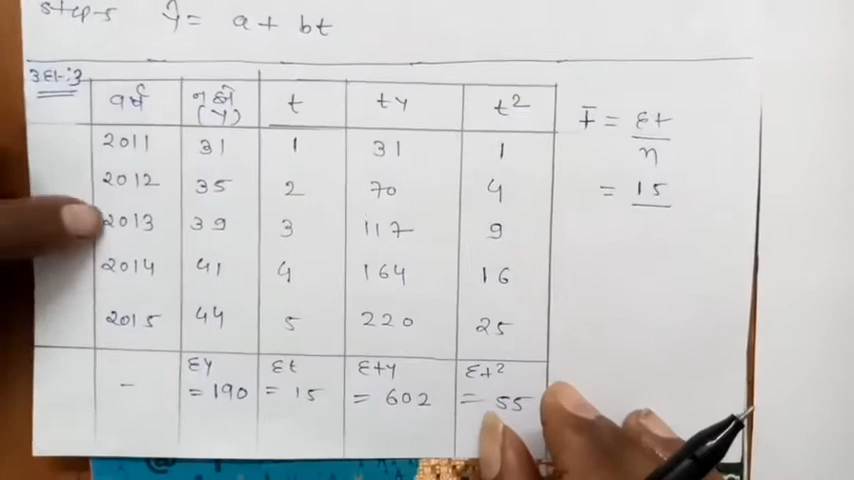 step-5 ŷ = a + bt
ઉદા-:3
વર્ષ નફો (y) t ty t2
2011 31 1 31 1
2012 35 2 70 4
2013 39 3 117 9
2014 41 4 164 16
2015 44 5 220 25
- Σy = 190 Σt = 15 Σty = 602 Σt2 = 55
t̄ = Σt
n
= 15